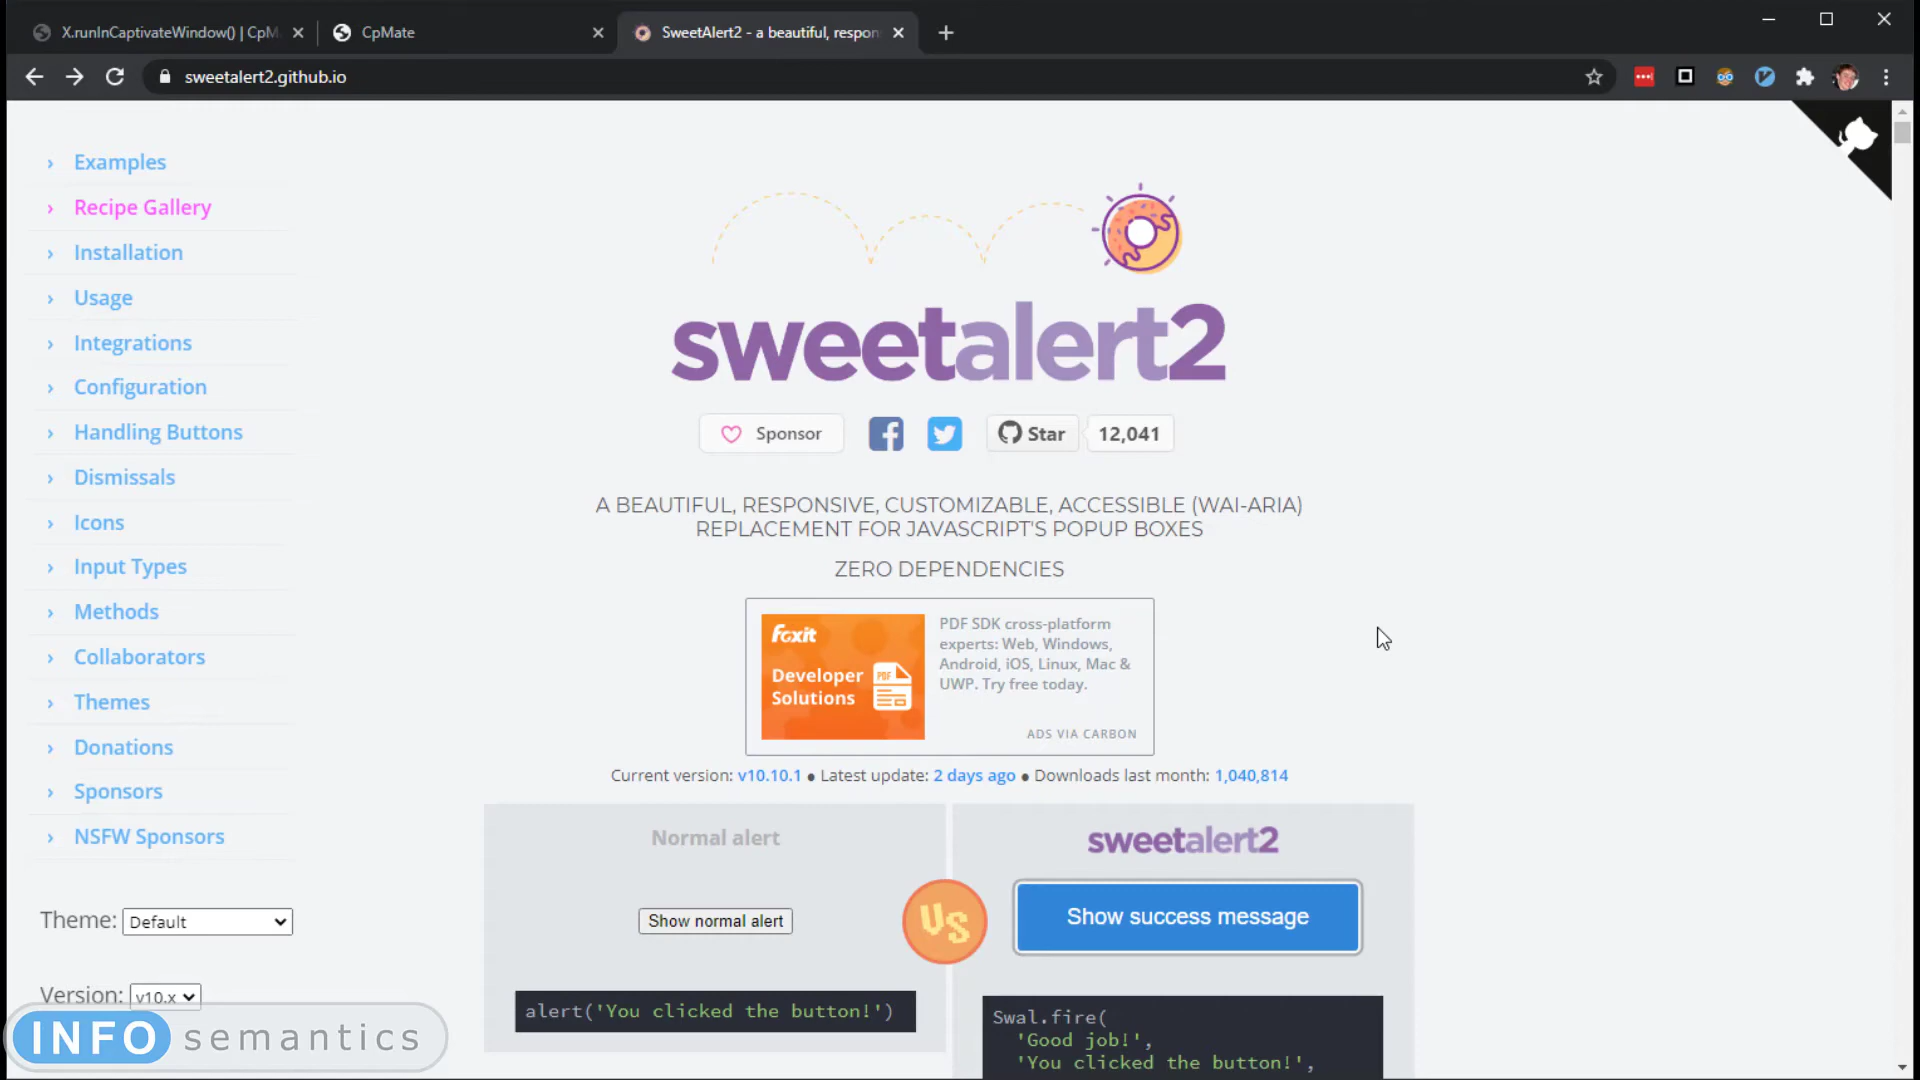 X.runInCaptivateWindow() | CpM
CpMate
SweetAlert2 - a beautiful, respon
sweetalert2.github.io
Examples
Recipe Gallery
Installation
Usage
Integrations
Configuration
Handling Buttons
Dismissals
Icons
Input Types
Methods
Collaborators
Themes
Donations
Sponsors
NSFW Sponsors
Theme: Default
Version: v10.x
INFO semantics
sweetalert2
Sponsor
Star
12,041
A BEAUTIFUL, RESPONSIVE, CUSTOMIZABLE, ACCESSIBLE (WAI-ARIA)
REPLACEMENT FOR JAVASCRIPT'S POPUP BOXES
ZERO DEPENDENCIES
Foxit
Developer
Solutions
PDF
PDF SDK cross-platform
experts: Web, Windows,
Android, iOS, Linux, Mac &
UWP. Try free today.
ADS VIA CARBON
Current version: v10.10.1 ● Latest update: 2 days ago ● Downloads last month: 1,040,814
Normal alert
Show normal alert
alert('You clicked the button!')
VS
sweetalert2
Show success message
Swal.fire(
'Good job!',
'You clicked the button!',